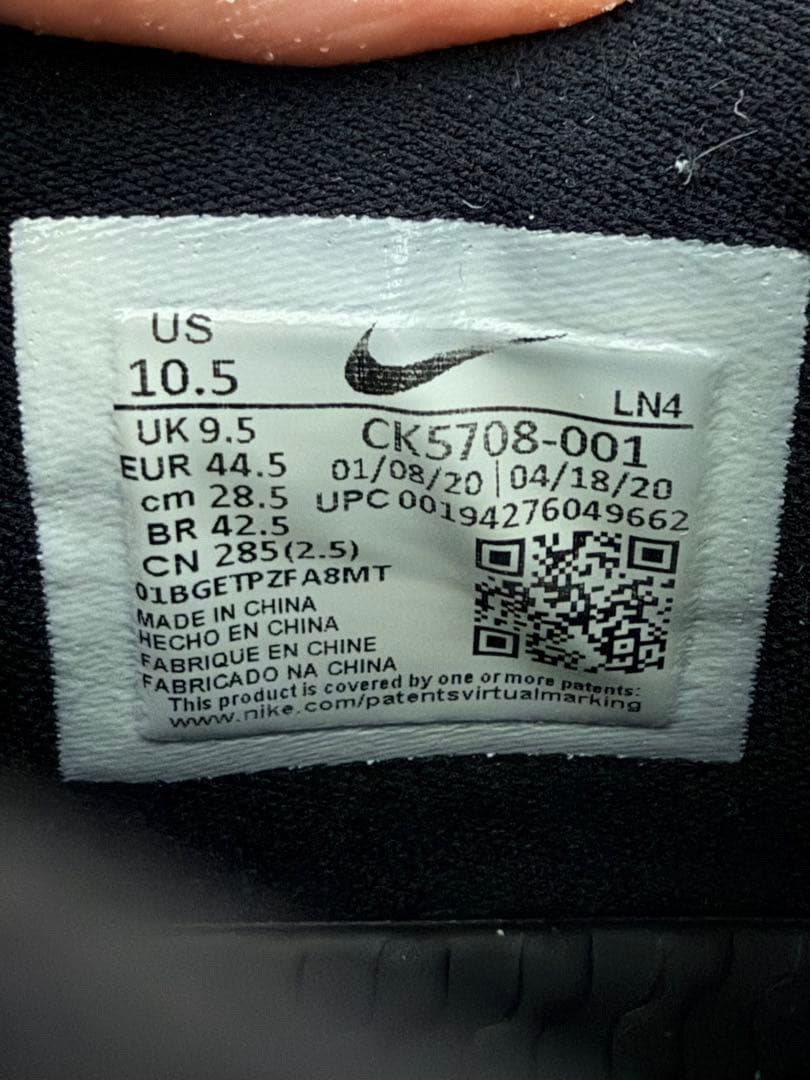 US
10.5
LN4
UK 9.5
CK5708-001
EUR 44.5
01/08/20 | 04/18/20
cm 28.5
UPC 00194276049662
BR 42.5
CN 285(2.5)
01BGETPZFA8MT
MADE IN CHINA
HECHO EN CHINA
FABRIQUE EN CHINE
FABRICADO NA CHINA
This product is covered by one or more patents:
www.nike.com/patentsvirtualmarking